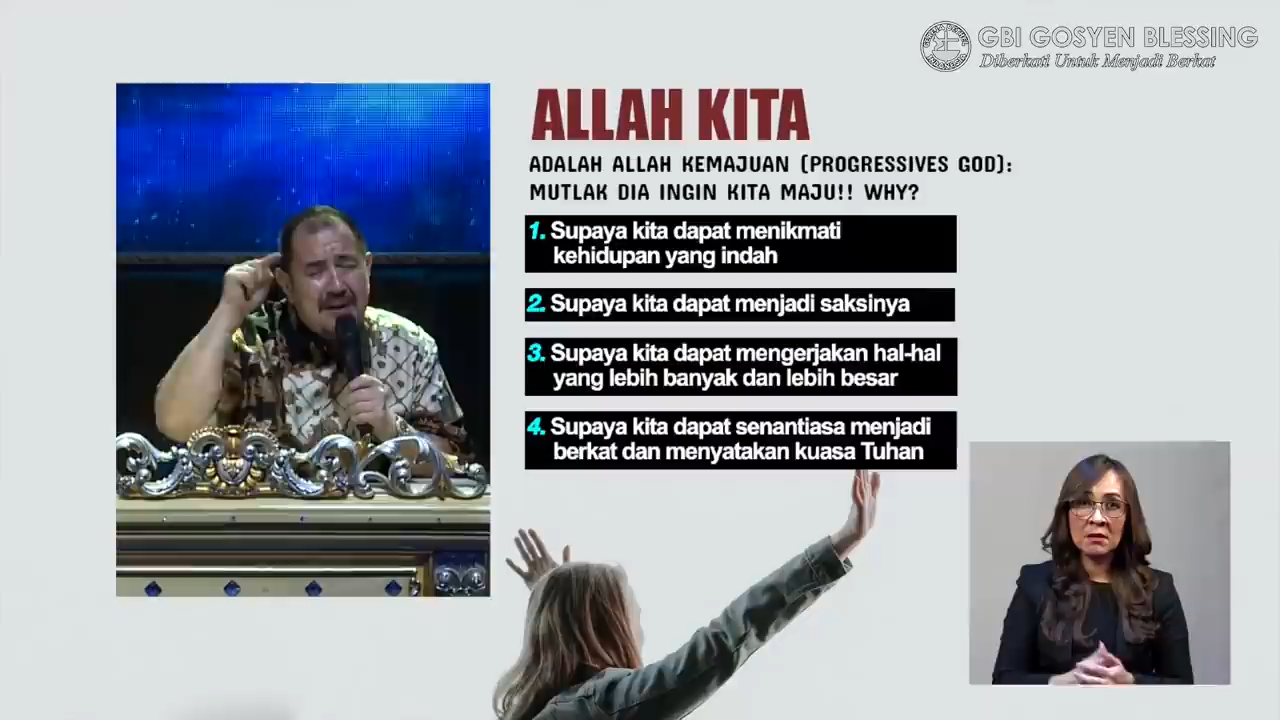 GBI GOSYEN BLESSING
Diberkati Untuk Menjadi Berkat
ALLAH KITA
ADALAH ALLAH KEMAJUAN (PROGRESSIVES GOD):
MUTLAK DIA INGIN KITA MAJU!! WHY?
1. Supaya kita dapat menikmati
kehidupan yang indah
2. Supaya kita dapat menjadi saksinya
3. Supaya kita dapat mengerjakan hal-hal
yang lebih banyak dan lebih besar
4. Supaya kita dapat senantiasa menjadi
berkat dan menyatakan kuasa Tuhan